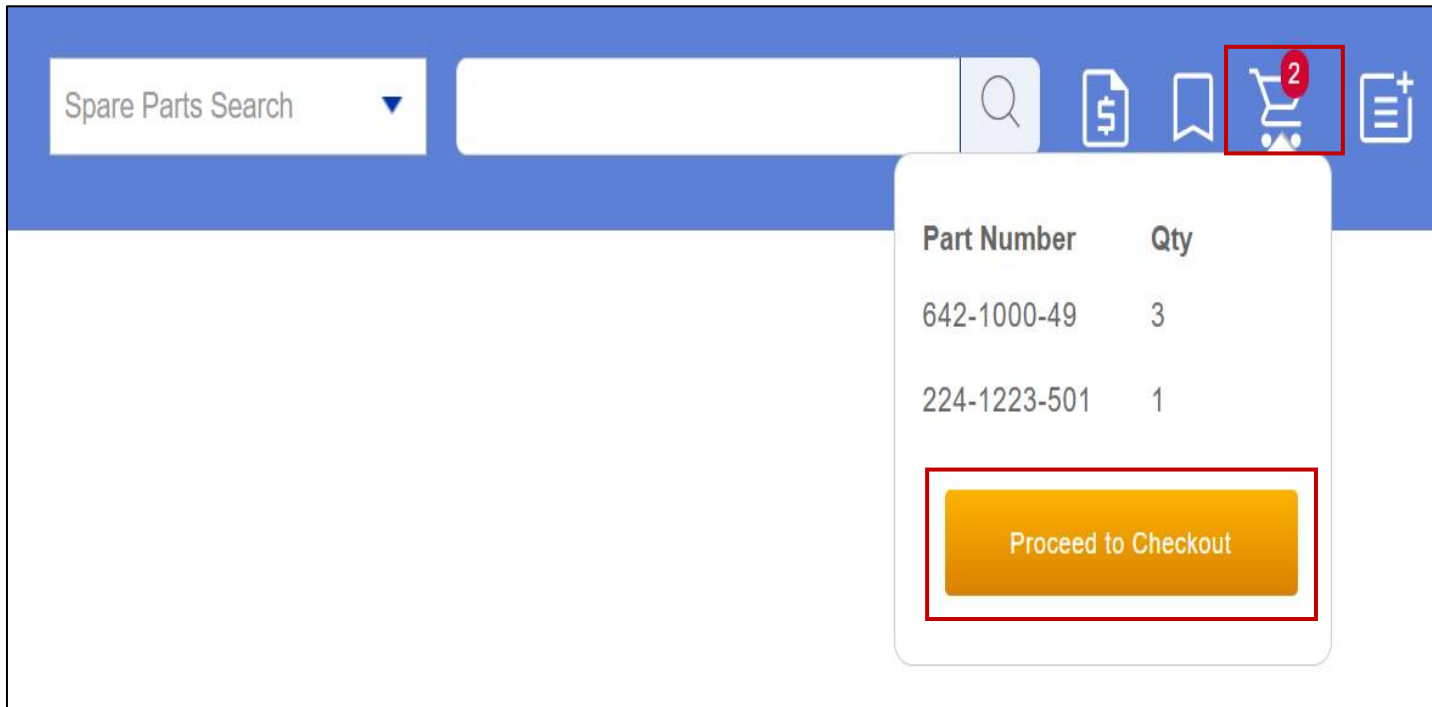 Spare Parts Search
$
2
Part Number Qty
642-1000-49 3
224-1223-501 1
Proceed to Checkout